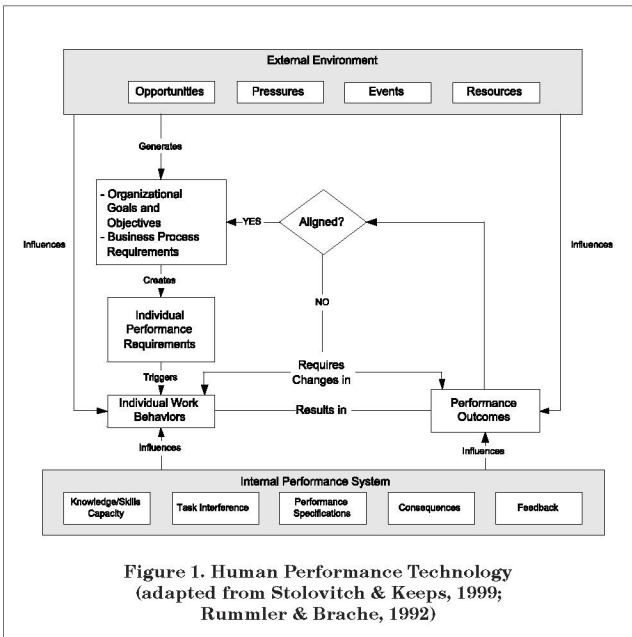 External Environment
Opportunities
Pressures
Events
Resources
Generates
- Organizational
Goals and
Objectives
- Business Process
Requirements
YES
Aligned?
Influences
Influences
Creates
NO
Individual
Performance
Requirements
Triggers
Requires
Changes in
Individual Work
Behaviors
Results in
Performance
Outcomes
Influences
Influences
Internal Performance System
Knowledge/Skills
Capacity
Task Interference
Performance
Specifications
Consequences
Feedback
Figure 1. Human Performance Technology
(adapted from Stolovitch & Keeps, 1999;
Rummler & Brache, 1992)